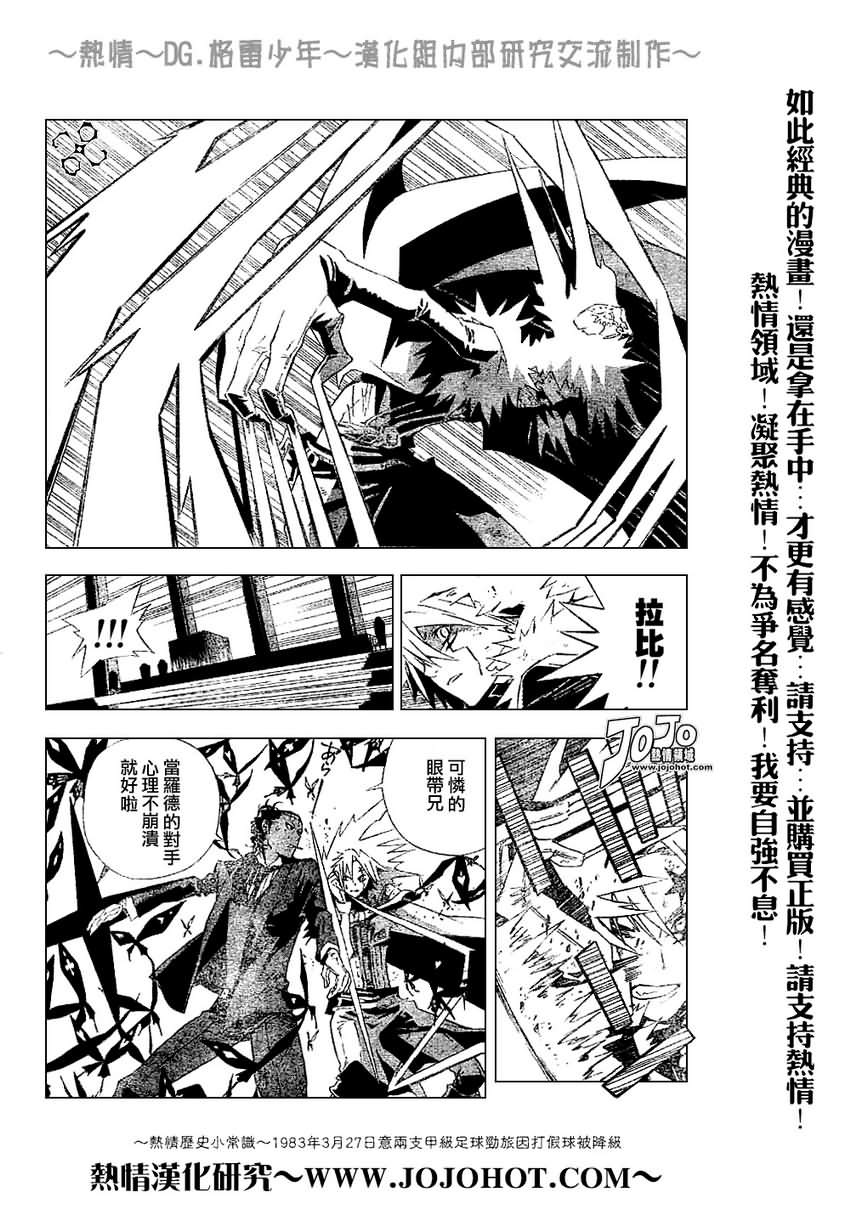 ～熱情～DG.格雷少年～漢化組内部研究交流制作～
如此經典的漫畫！還是拿在手中…才更有感覺…請支持…並購買正版！請支持熱情！
熱情領域！凝聚熱情！不為爭名奪利！我要自強不息！
拉比!!
!!!
JOJO
熱情領域
www.jojohot.com
可憐的
眼帶兄
あら
當羅德的對手
心理不崩潰
就好啦
～熱情歷史小常識～1983年3月27日意兩支甲級足球勁旅因打假球被降級
熱情漢化研究～WWW.JOJOHOT.COM～